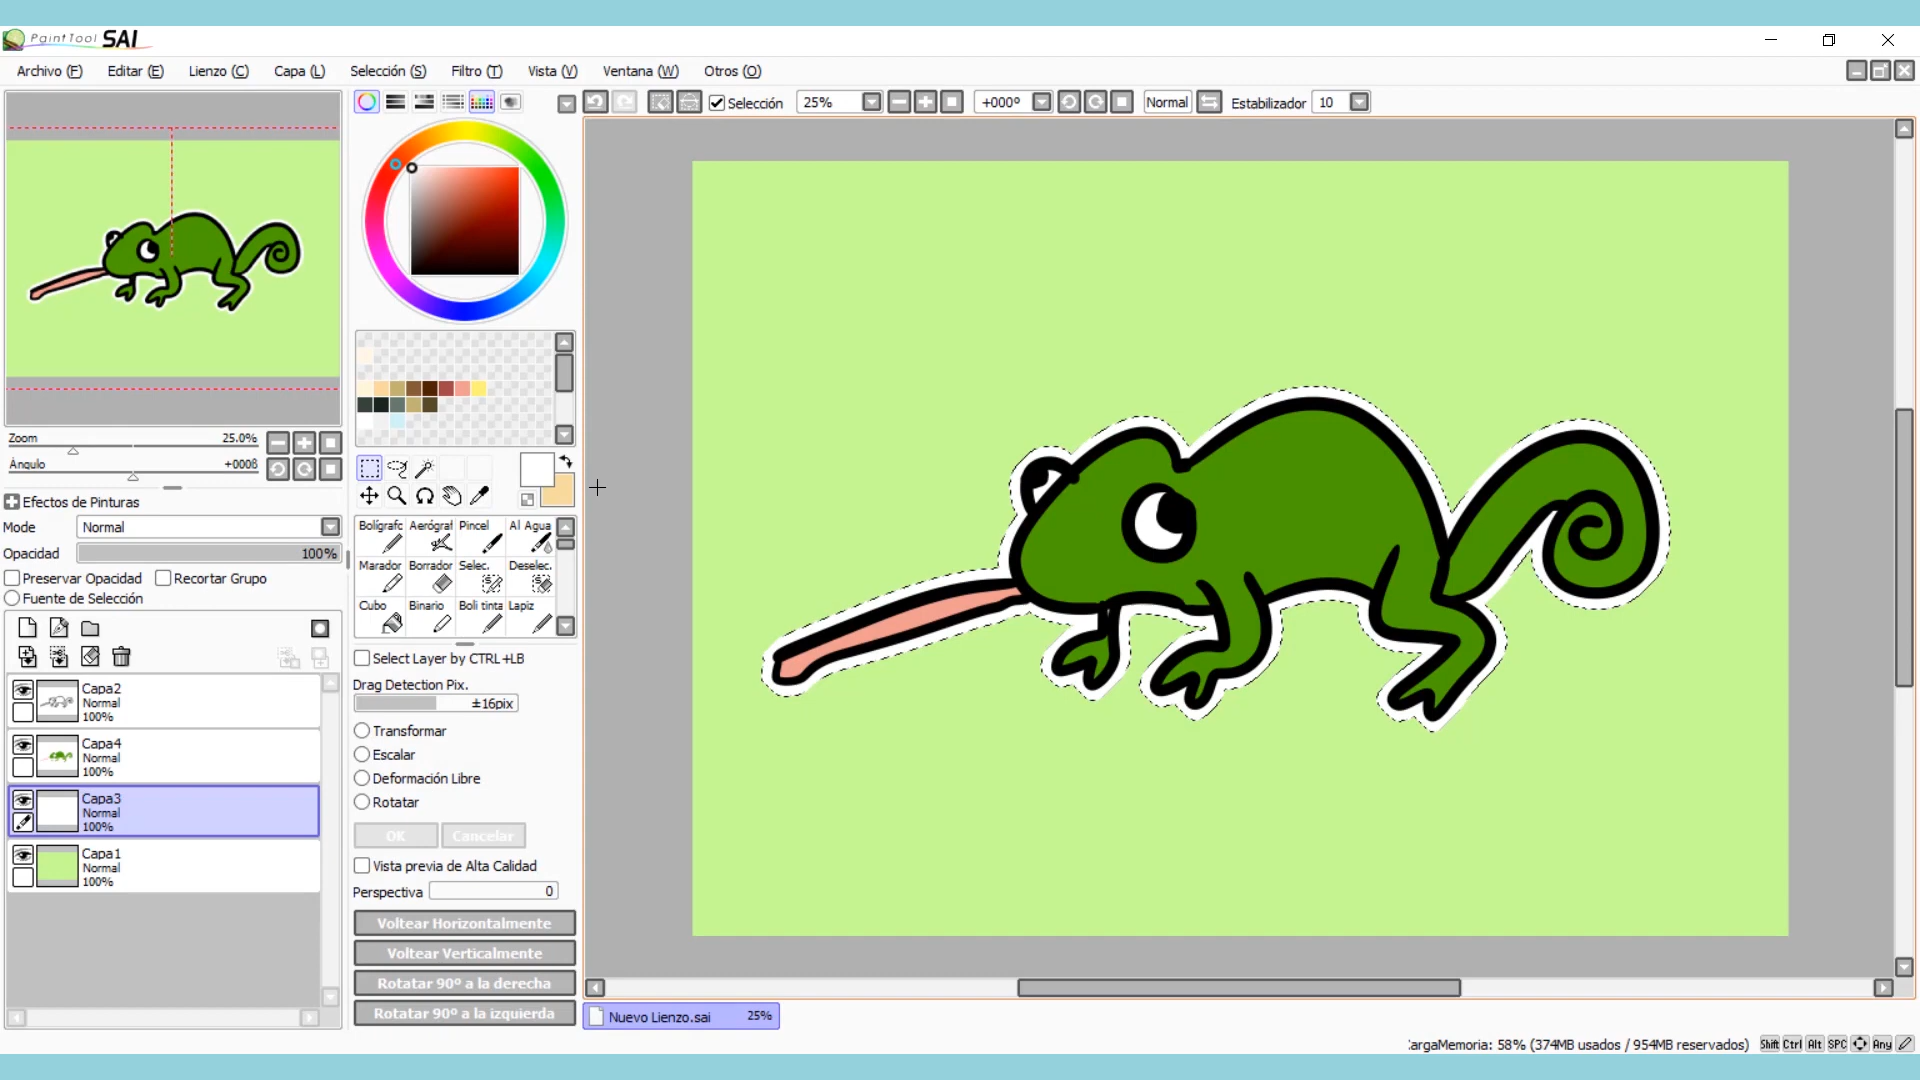 PaintTool SAI
Archivo (F) Editar (E) Lienzo (C) Capa (L) Selección (S) Filtro (T) Vista (V) Ventana (W) Otros (O)
Selección 25% +000º Normal Estabilizador 10
Zoom 25.0%
Ángulo +000ß
Efectos de Pinturas
Mode Normal
Opacidad 100%
Preservar Opacidad Recortar Grupo
Fuente de Selección
Capa2
Normal
100%
Capa4
Normal
100%
Capa3
Normal
100%
Capa1
Normal
100%
Bolígrafc Aerógraf Pincel Al Agua
Marador Borrador Selec. Deselec.
Cubo Binario Boli tinta Lapiz
Select Layer by CTRL+LB
Drag Detection Pix.
±16pix
Transformar
Escalar
Deformación Libre
Rotatar
OK Cancelar
Vista previa de Alta Calidad
Perspectiva 0
Voltear Horizontalmente
Voltear Verticalmente
Rotatar 90º a la derecha
Rotatar 90º a la izquierda
Nuevo Lienzo.sai 25%
:argaMemoria: 58% (374MB usados / 954MB reservados) Shift Ctrl Alt SPC Any